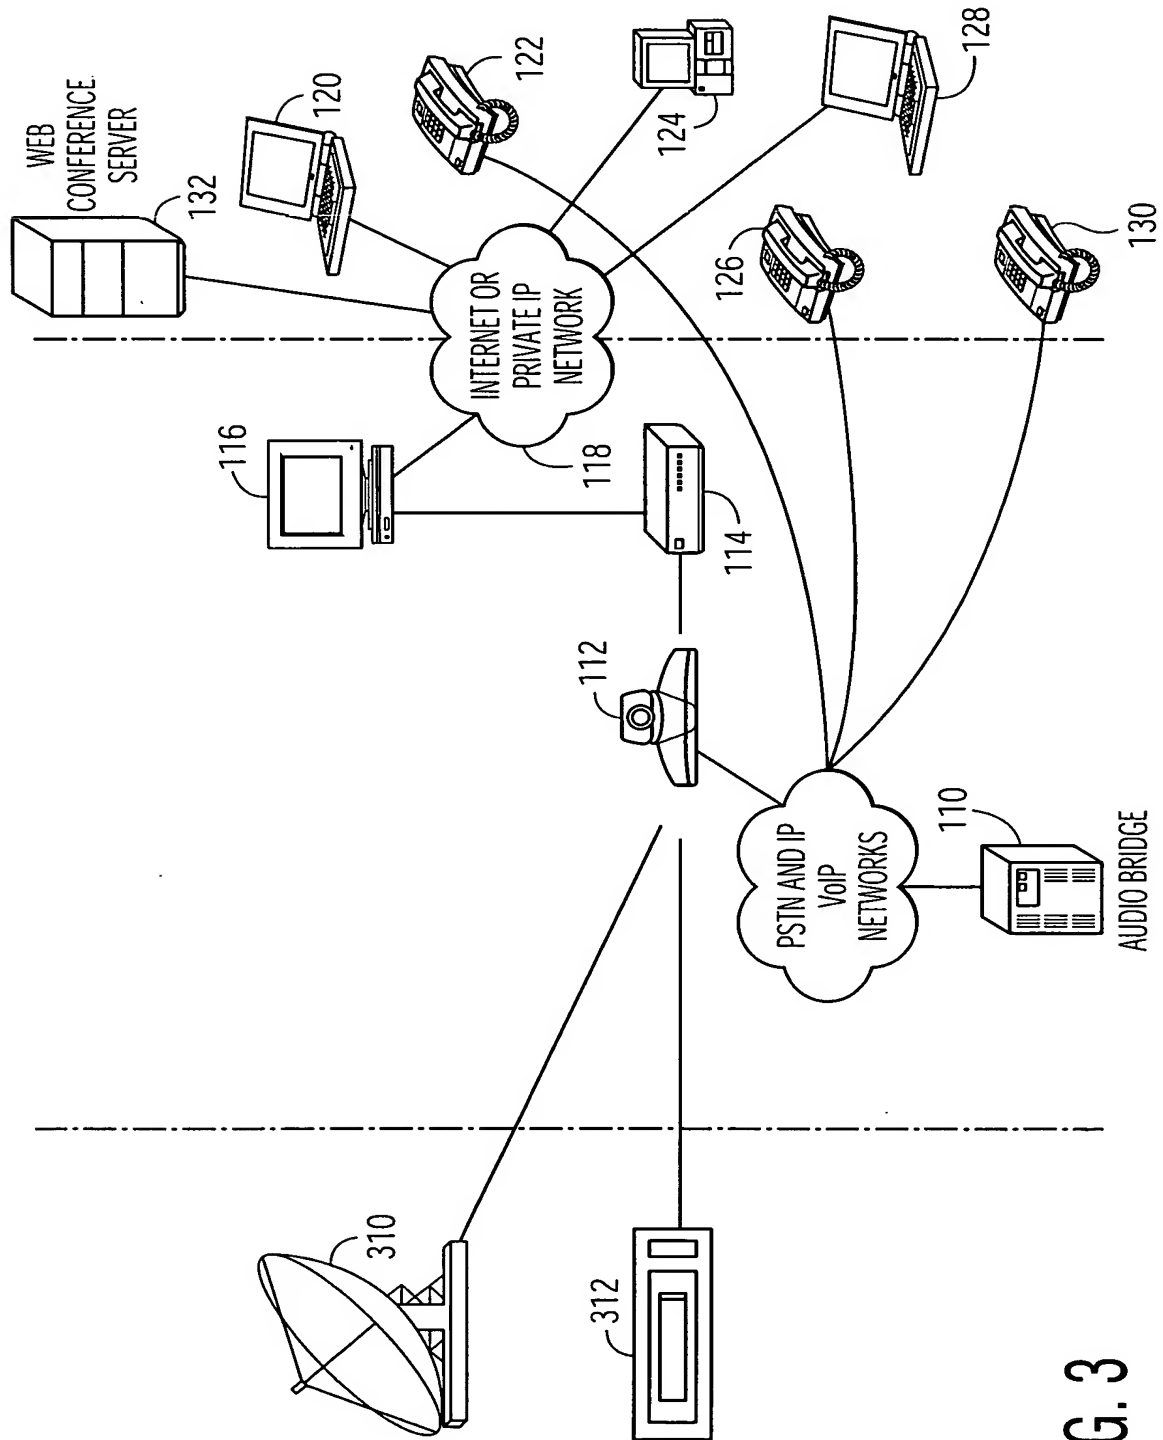 WEB
CONFERENCE
SERVER
132
116
120
310
INTERNET OR
PRIVATE IP
NETWORK
122
118
312
112
124
114
126
PSTN AND IP
VoIP
NETWORKS
128
110
AUDIO BRIDGE
130
G. 3